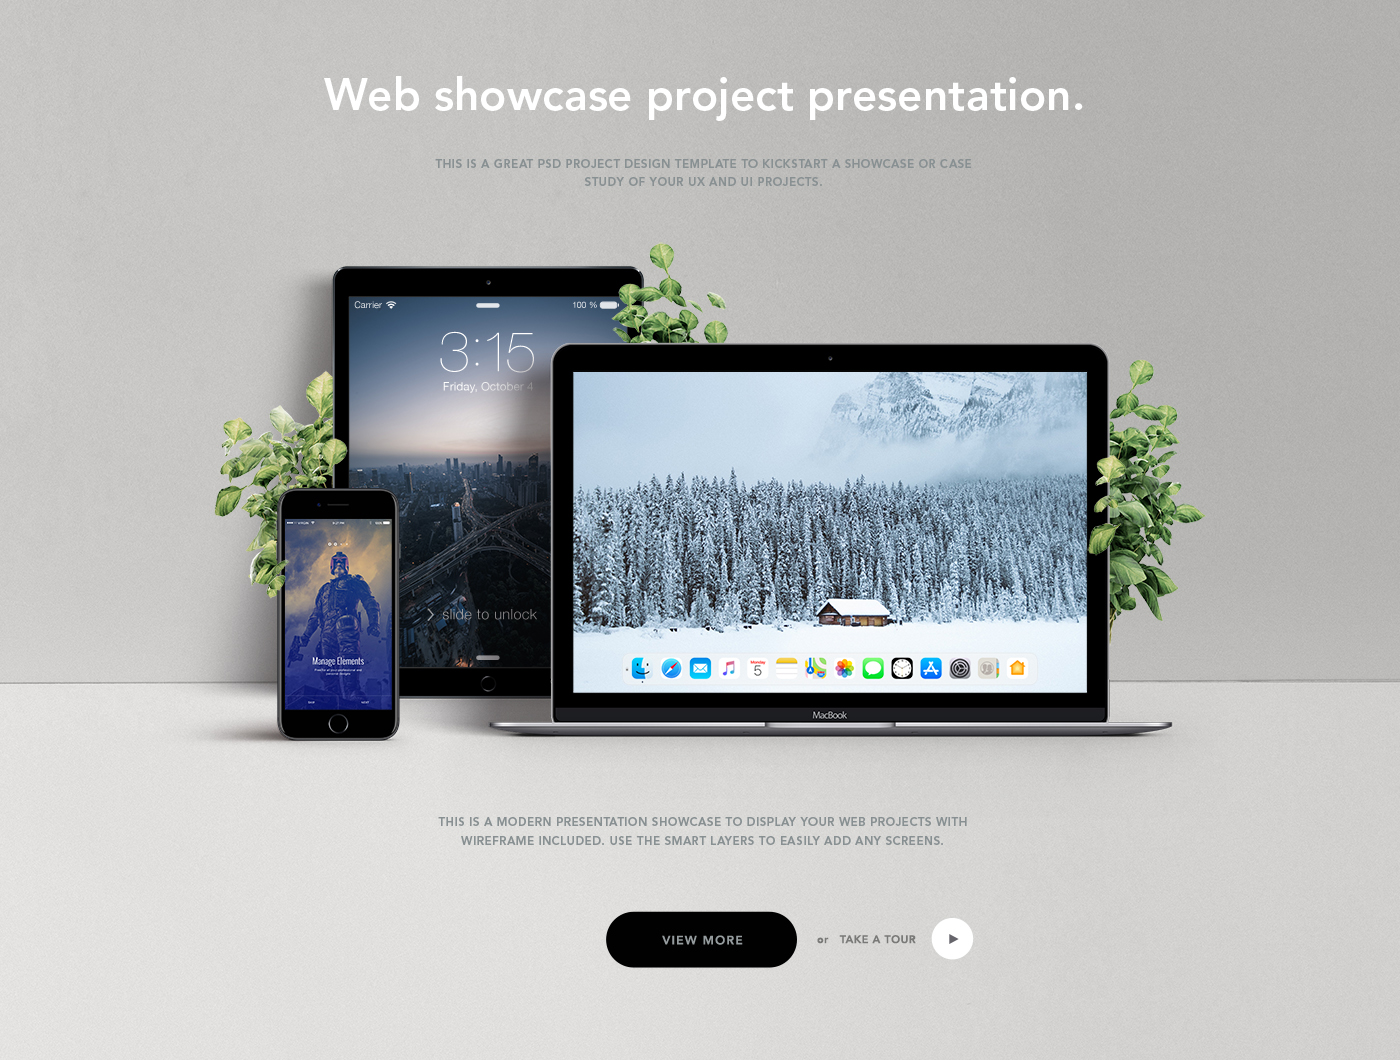 Web showcase project presentation.
THIS IS A GREAT PSD PROJECT DESIGN TEMPLATE TO KICKSTART A SHOWCASE OR CASE
STUDY OF YOUR UX AND UI PROJECTS.
Carrier 100 %
3:15
Friday, October 4
slide to unlock
Manage Elements
Monday
5
MacBook
THIS IS A MODERN PRESENTATION SHOWCASE TO DISPLAY YOUR WEB PROJECTS WITH
WIREFRAME INCLUDED. USE THE SMART LAYERS TO EASILY ADD ANY SCREENS.
VIEW MORE or TAKE A TOUR